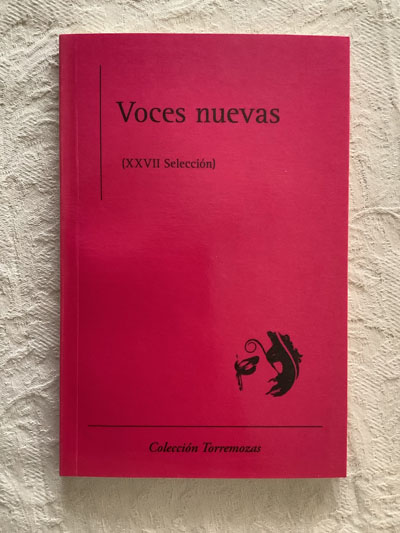 Voces nuevas
[XXVII Selección]
Colección Torremozas